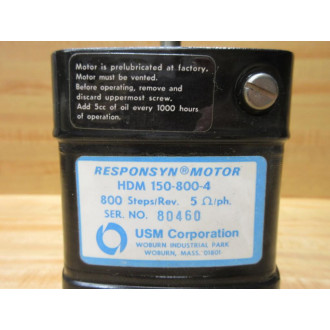 Motor is prelubricated at factory.
Motor must be vented.
Before operating, remove and
discard uppermost screw.
Add 5cc of oil every 1000 hours
of operation.
RESPONSYN® MOTOR
HDM 150-800-4
800 Steps/Rev. 5 Ω/ph.
SER. NO. 80460
USM Corporation
WOBURN INDUSTRIAL PARK
WOBURN, MASS. 01801